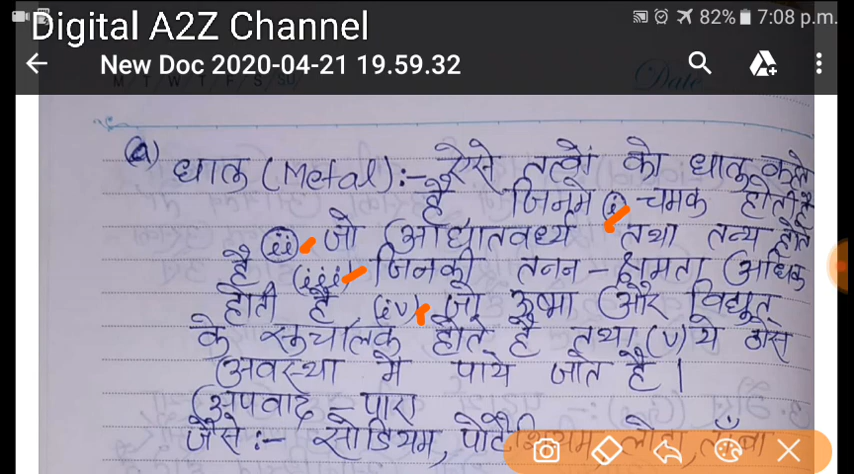 Digital A2Z Channel
82% 7:08 p.m.
New Doc 2020-04-21 19.59.32
M T W T F S SU Date
(a) धातु (Metal) :- ऐसे तत्वों को धातु कहते
है जिनमे (i) चमक होती है
(ii) जो आघातवर्ध्य तथा तन्य होते
है (iii) जिनकी तनन-क्षमता अधिक
होती है (iv) जो ऊष्मा और विद्युत
के सुचालक होते है तथा (v) ये ठोस
अवस्था में पाये जाते है।
अपवाद - पारा
जैसे :- सोडियम, पोटैशियम, लोहा, ताँबा